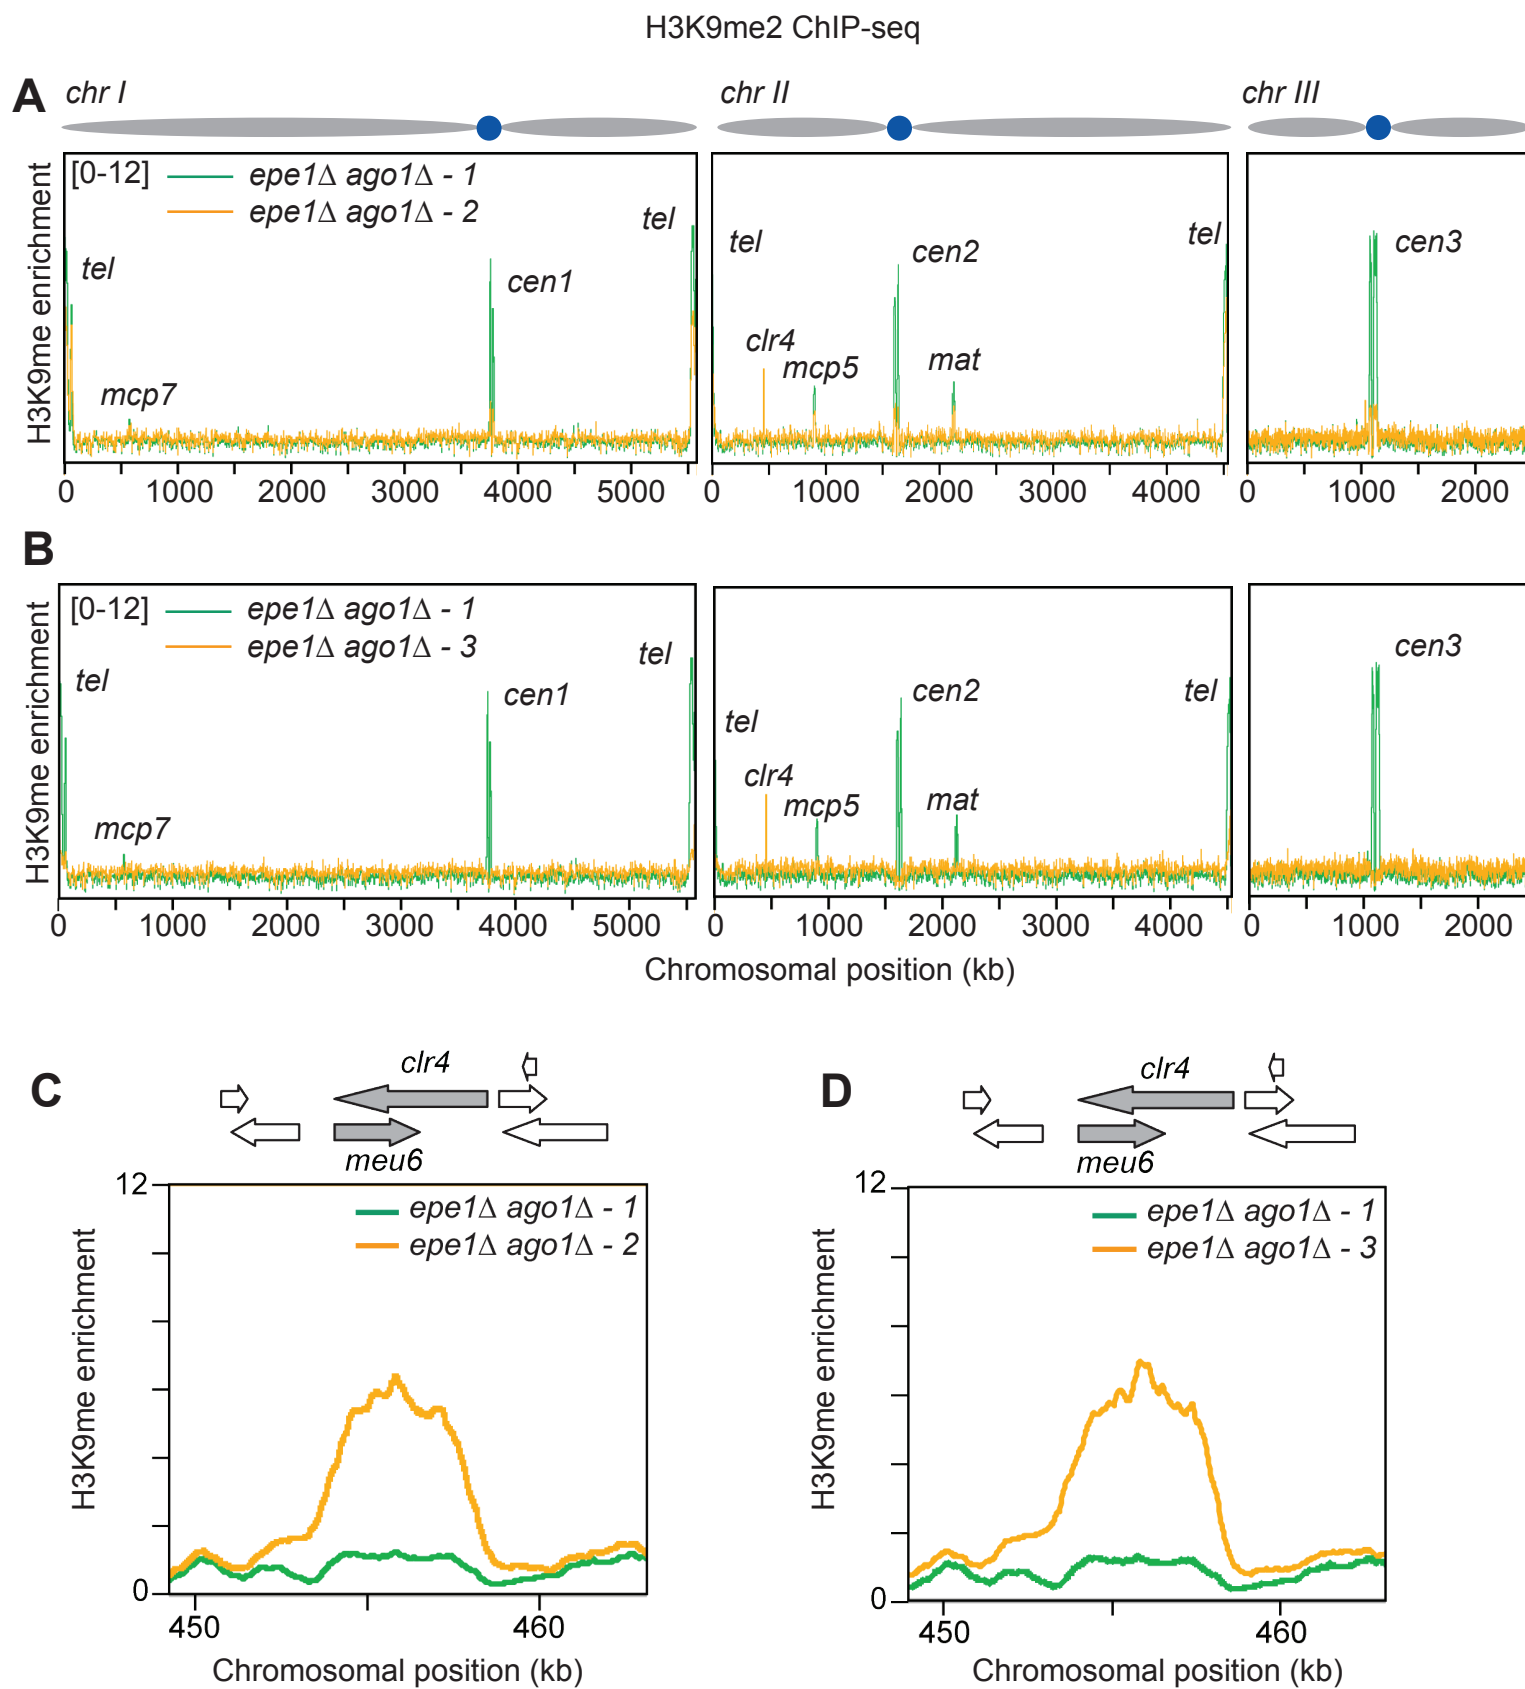 H3K9me2 ChIP-seq
A
chr I
chr II
chr III
H3K9me enrichment
[0-12]
epe1Δ ago1Δ - 1
epe1Δ ago1Δ - 2
tel
mcp7
cen1
tel
tel
clr4
mcp5
cen2
mat
tel
cen3
0 1000 2000 3000 4000 5000
0 1000 2000 3000 4000
0 1000 2000
B
H3K9me enrichment
[0-12]
epe1Δ ago1Δ - 1
epe1Δ ago1Δ - 3
tel
mcp7
cen1
tel
tel
clr4
mcp5
cen2
mat
tel
cen3
0 1000 2000 3000 4000 5000
0 1000 2000 3000 4000
0 1000 2000
Chromosomal position (kb)
C
clr4
meu6
H3K9me enrichment
12
0
epe1Δ ago1Δ - 1
epe1Δ ago1Δ - 2
450 460
Chromosomal position (kb)
D
clr4
meu6
H3K9me enrichment
12
0
epe1Δ ago1Δ - 1
epe1Δ ago1Δ - 3
450 460
Chromosomal position (kb)